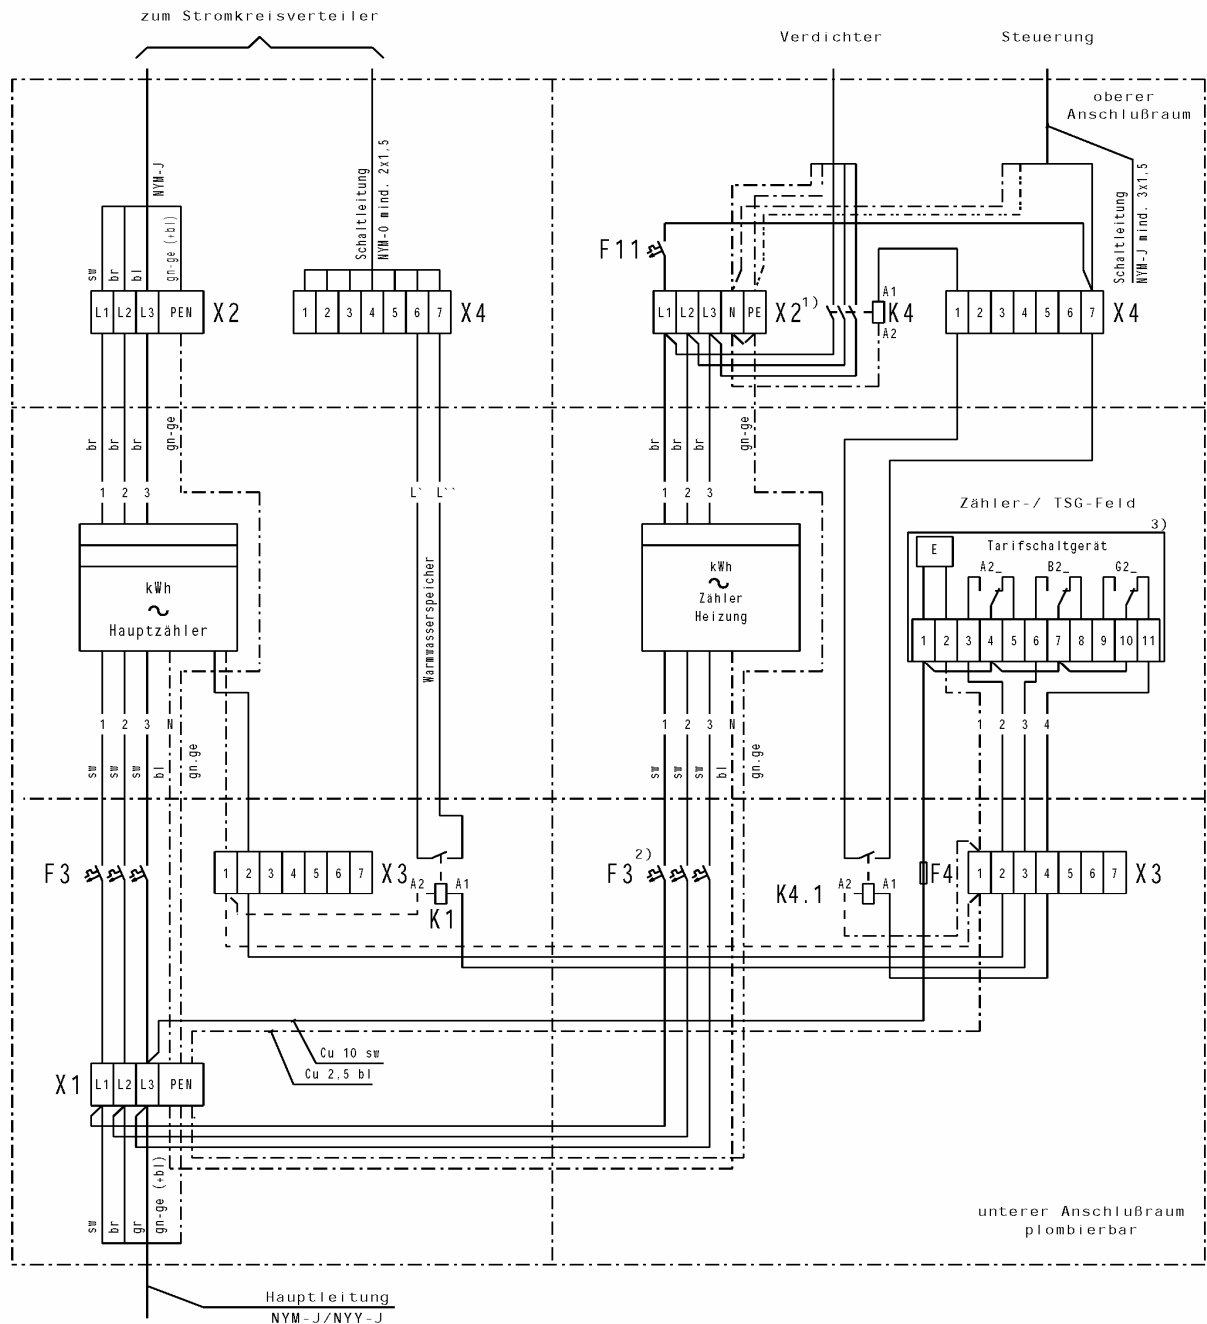 zum Stromkreisverteiler
Verdichter
Steuerung
oberer
Anschlußraum
NYM-J
Schaltleitung
NYM-O mind. 2x1,5
Schaltleitung
NYM-J mind. 3x1,5
sw
br
bl
gn-ge (+bl)
F11
L1 L2 L3 PEN
X2
1 2 3 4 5 6 7
X4
L1 L2 L3 N PE
X2 1)
A1
K4
A2
1 2 3 4 5 6 7
X4
br
br
br
gn-ge
br
br
br
gn-ge
1 2 3
L` L``
1 2 3
Zähler-/ TSG-Feld
3)
kWh
Hauptzähler
Warmwasserspeicher
kWh
Zähler
Heizung
E
Tarifschaltgerät
A2_ B2_ G2_
1 2 3 4 5 6 7 8 9 10 11
1 2 3 N
1 2 3 N
1 2 3 4
sw
sw
sw
bl
gn.ge
sw
sw
sw
bl
gn.ge
F3
1 2 3 4 5 6 7
X3
A2 A1
K1
2)
F3
A2 A1
K4.1
F4
1 2 3 4 5 6 7
X3
Cu 10 sw
Cu 2,5 bl
X1
L1 L2 L3 PEN
sw
br
gr
gn-ge (+bl)
unterer Anschlußraum
plombierbar
Hauptleitung
NYM-J/NYY-J